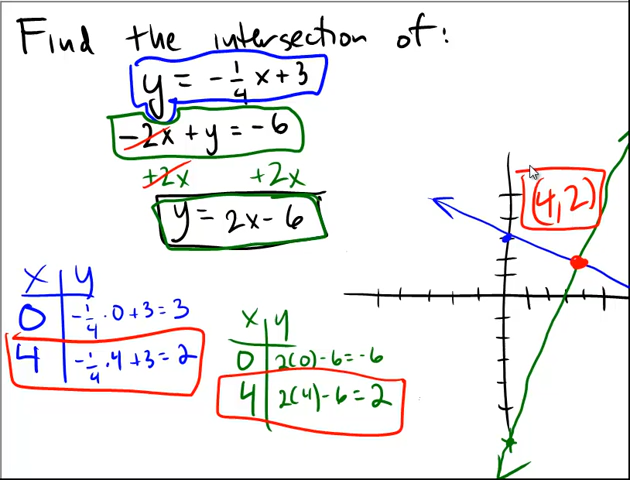 Find the intersection of:
y = -1/4 x + 3
-2x + y = -6
+2x +2x
y = 2x - 6
(4,2)
x | y
0 | -1/4 · 0 + 3 = 3
4 | -1/4 · 4 + 3 = 2
x | y
0 | 2(0) - 6 = -6
4 | 2(4) - 6 = 2